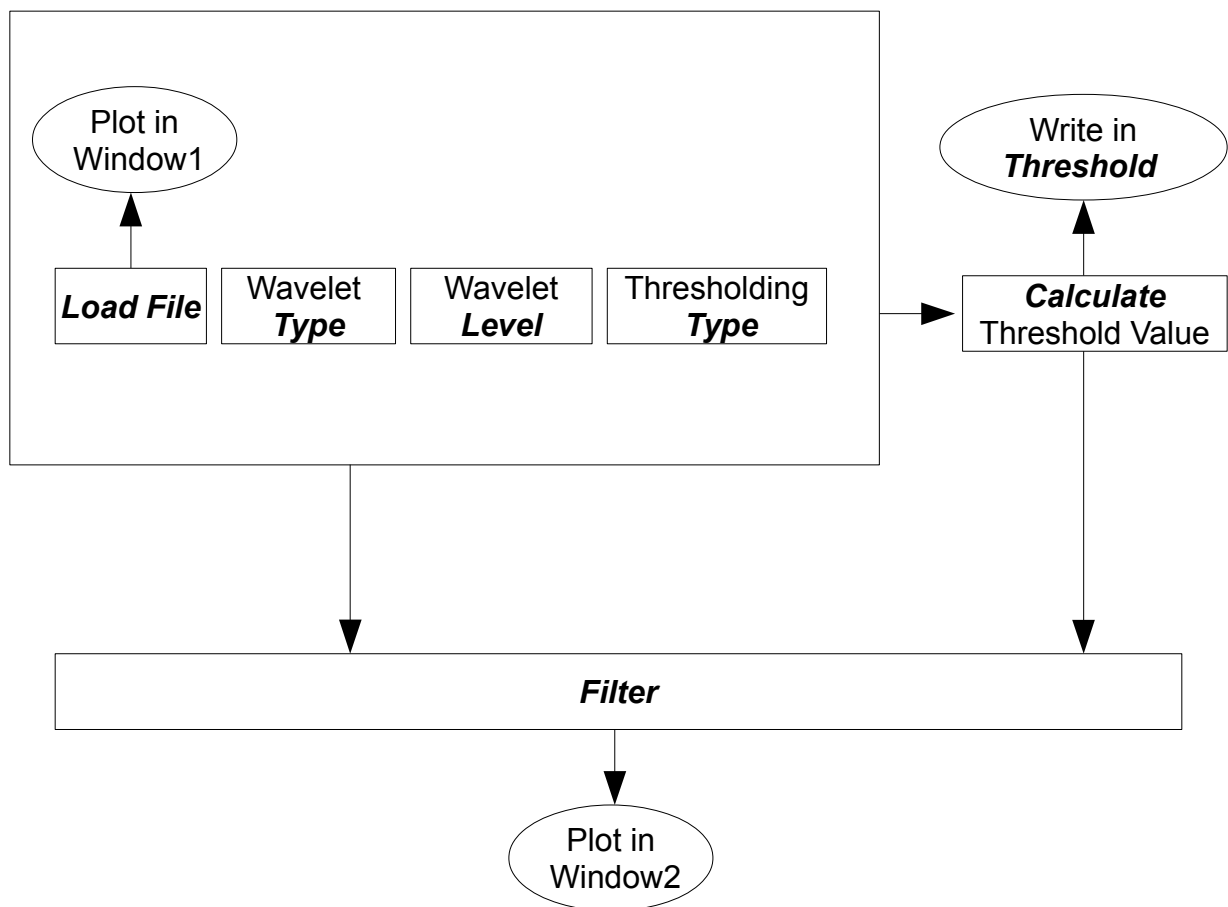 Plot in
Window1
Write in
Threshold
Load File
Wavelet
Type
Wavelet
Level
Thresholding
Type
Calculate
Threshold Value
Filter
Plot in
Window2